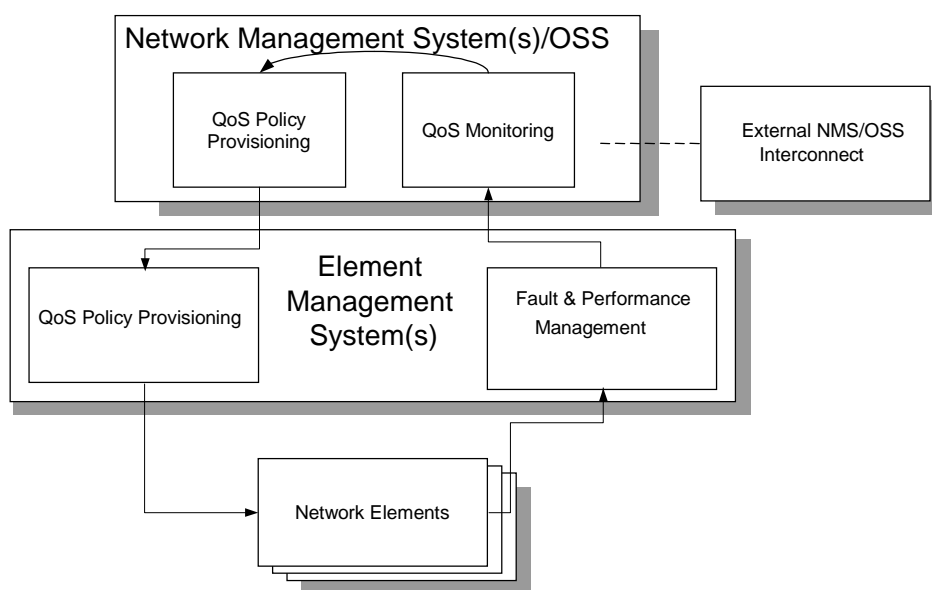 Network Management System(s)/OSS
QoS Policy
Provisioning
QoS Monitoring
External NMS/OSS
Interconnect
Element
Management
System(s)
QoS Policy Provisioning
Fault & Performance
Management
Network Elements